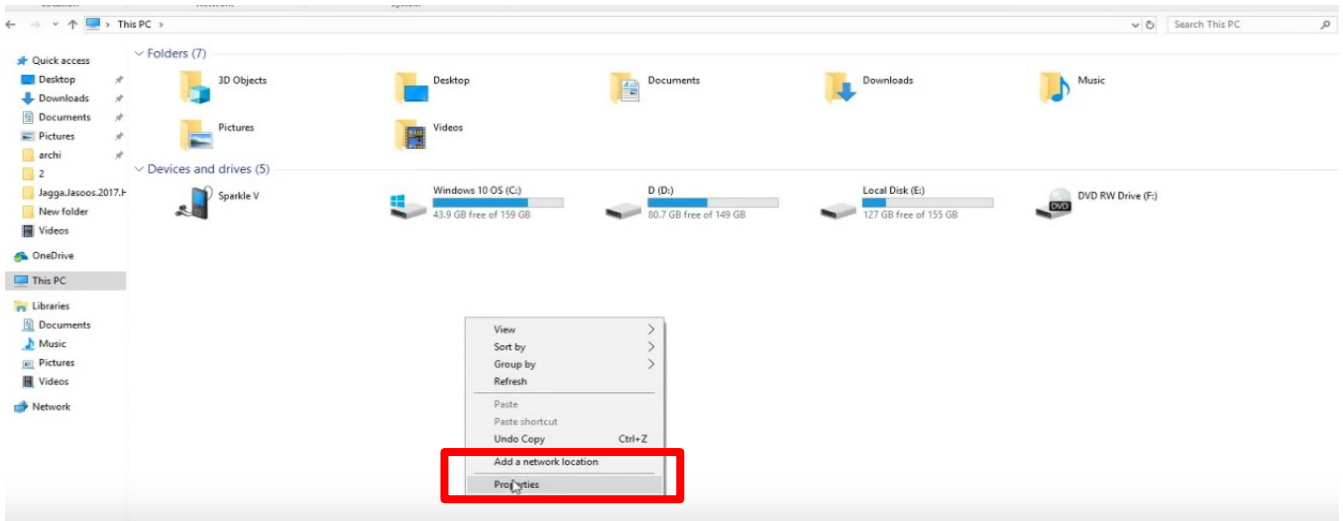 This PC
Search This PC
Quick access
Desktop
Downloads
Documents
Pictures
archi
2
Jagga.Jasoos.2017.H
New folder
Videos
OneDrive
This PC
Libraries
Documents
Music
Pictures
Videos
Network
Folders (7)
3D Objects
Desktop
Documents
Downloads
Music
Pictures
Videos
Devices and drives (5)
Sparkle V
Windows 10 OS (C:)
43.9 GB free of 159 GB
D (D:)
80.7 GB free of 149 GB
Local Disk (E:)
127 GB free of 155 GB
DVD
DVD RW Drive (F:)
View
Sort by
Group by
Refresh
Paste
Paste shortcut
Undo Copy Ctrl+Z
Add a network location
Properties